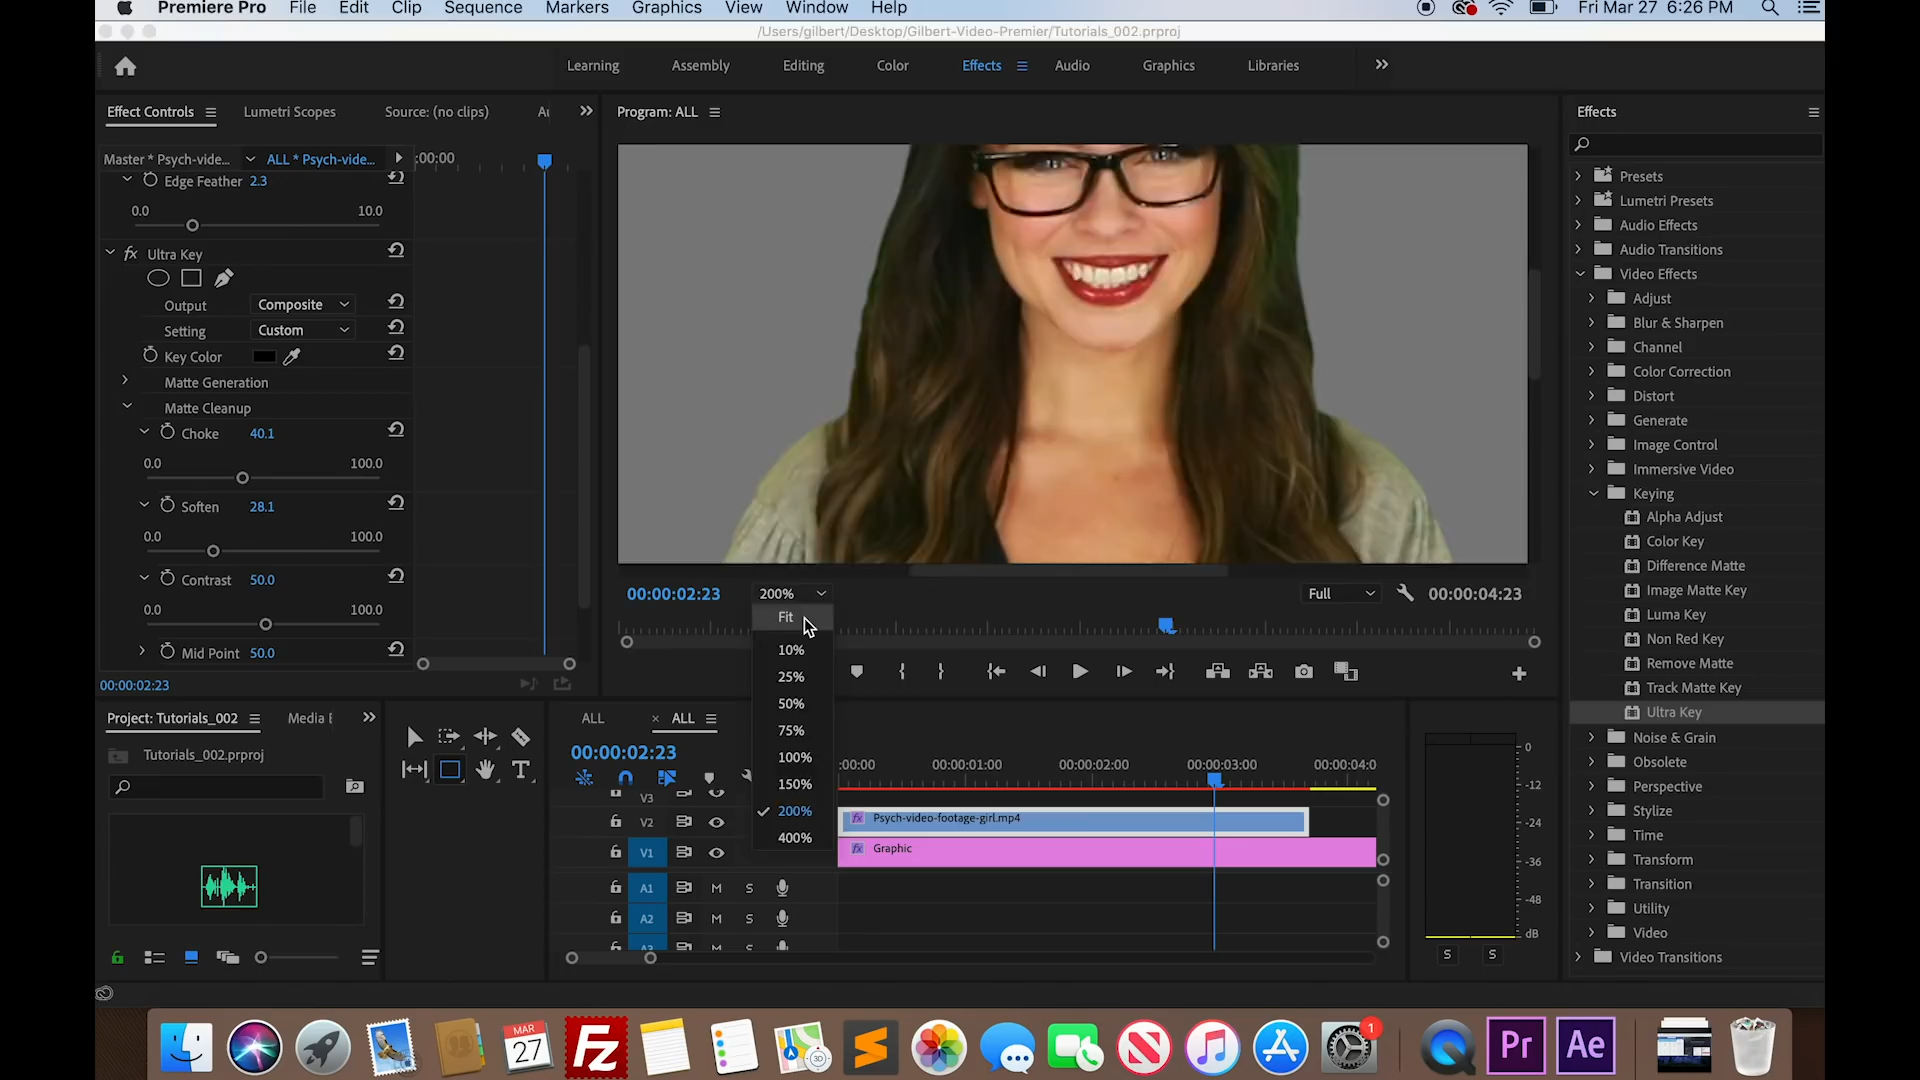 Premiere Pro File Edit Clip Sequence Markers Graphics View Window Help Fri Mar 27 6:26 PM
/Users/gilbert/Desktop/Gilbert-Video-Premier/Tutorials_002.prproj
Learning Assembly Editing Color Effects Audio Graphics Libraries
Effect Controls Lumetri Scopes Source: (no clips) Au
Master * Psych-vide... ALL * Psych-vide... ;00:00
Edge Feather 2.3
0.0 10.0
fx Ultra Key
Output Composite
Setting Custom
Key Color
Matte Generation
Matte Cleanup
Choke 40.1
0.0 100.0
Soften 28.1
0.0 100.0
Contrast 50.0
0.0 100.0
Mid Point 50.0
00:00:02:23
Program: ALL
00:00:02:23 200% Full 00:00:04:23
Fit
10%
25%
50%
75%
100%
150%
200%
400%
Effects
Presets
Lumetri Presets
Audio Effects
Audio Transitions
Video Effects
Adjust
Blur & Sharpen
Channel
Color Correction
Distort
Generate
Image Control
Immersive Video
Keying
Alpha Adjust
Color Key
Difference Matte
Image Matte Key
Luma Key
Non Red Key
Remove Matte
Track Matte Key
Ultra Key
Noise & Grain
Obsolete
Perspective
Stylize
Time
Transform
Transition
Utility
Video
Video Transitions
Project: Tutorials_002 Media
Tutorials_002.prproj
T
ALL × ALL
00:00:02:23
:00:00 00:00:01:00 00:00:02:00 00:00:03:00 00:00:04:0
V3
V2 fx Psych-video-footage-girl.mp4
V1 fx Graphic
A1 M S
A2 M S
A3
0
-12
-24
-36
-48
dB
S S
MAR
27
Fz
3D
1
Pr
Ae